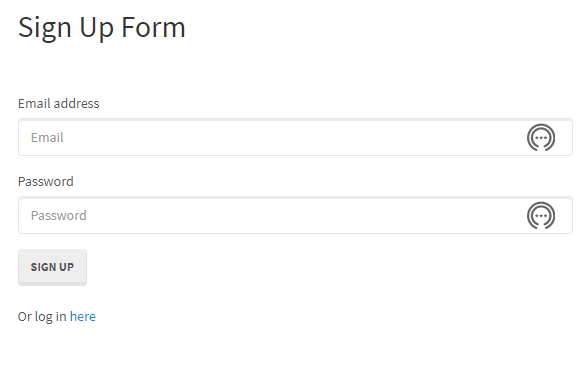 Sign Up Form
Email address
Email
Password
Password
SIGN UP
Or log in here